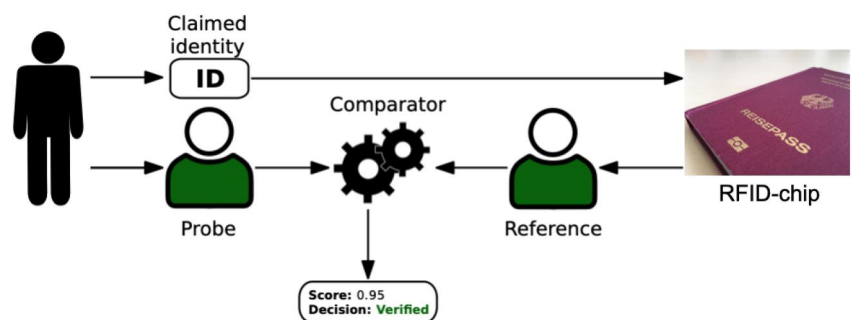 Claimed
identity
ID
Comparator
REISEPASS
RFID-chip
Probe
Reference
Score: 0.95
Decision: Verified